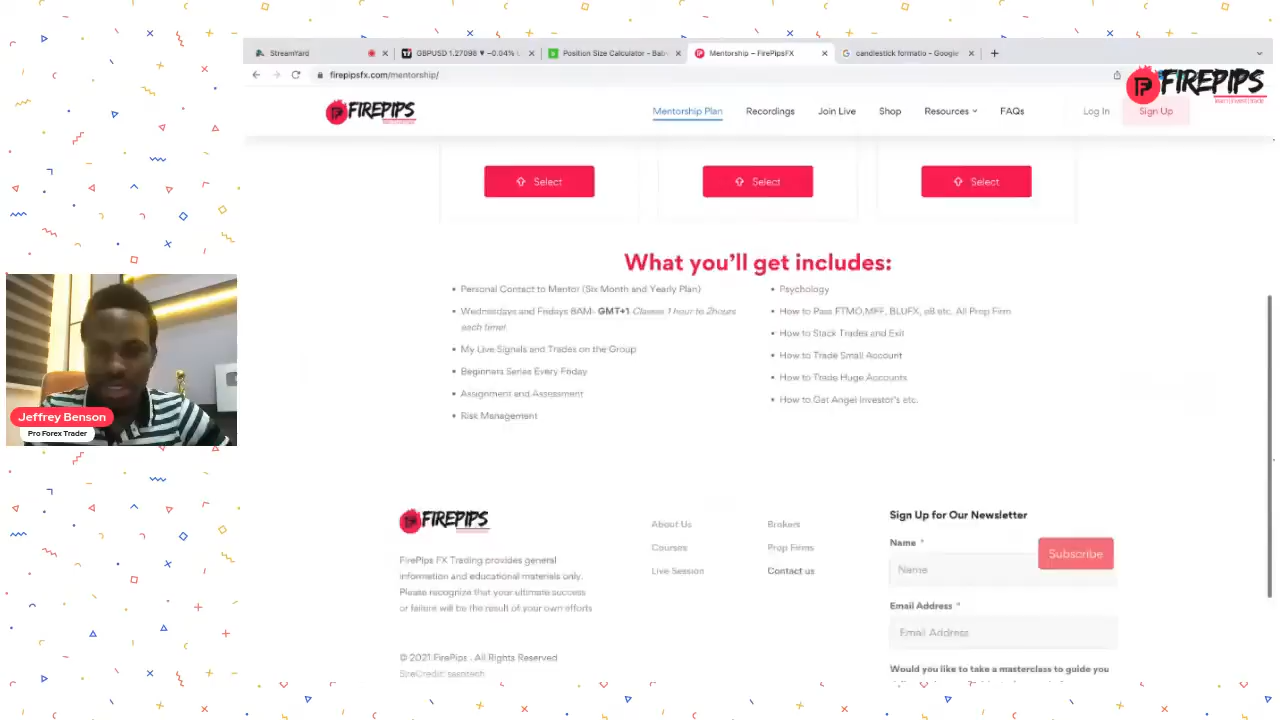 StreamYard
GBPUSD 1.27098 ▼ −0.04%
Position Size Calculator - Bab
Mentorship – FirePipsFX
candlestick formatio - Google
firepipsfx.com/mentorship/
FIREPIPS
FIREPIPS
Mentorship Plan
Recordings
Join Live
Shop
Resources
FAQs
Log In
Sign Up
Select
Select
Select
What you'll get includes:
• Personal Contact to Mentor (Six Month and Yearly Plan)
• Wednesdays and Fridays 8AM- GMT+1 Classes 1 hour to 2hours
each time!
• My Live Signals and Trades on the Group
• Beginners Series Every Friday
• Assignment and Assessment
• Risk Management
• Psychology
• How to Pass FTMO,MFF, BLUFX, e8 etc. All Prop Firm
• How to Stack Trades and Exit
• How to Trade Small Account
• How to Trade Huge Accounts
• How to Get Angel Investor's etc.
Jeffrey Benson
Pro Forex Trader
FIREPIPS
FirePips FX Trading provides general
information and educational materials only.
Please recognize that your ultimate success
or failure will be the result of your own efforts
© 2021 FirePips . All Rights Reserved
About Us
Courses
Live Session
Brokers
Prop Firms
Contact us
Sign Up for Our Newsletter
Name *
Name
Subscribe
Email Address *
Email Address
Would you like to take a masterclass to guide you